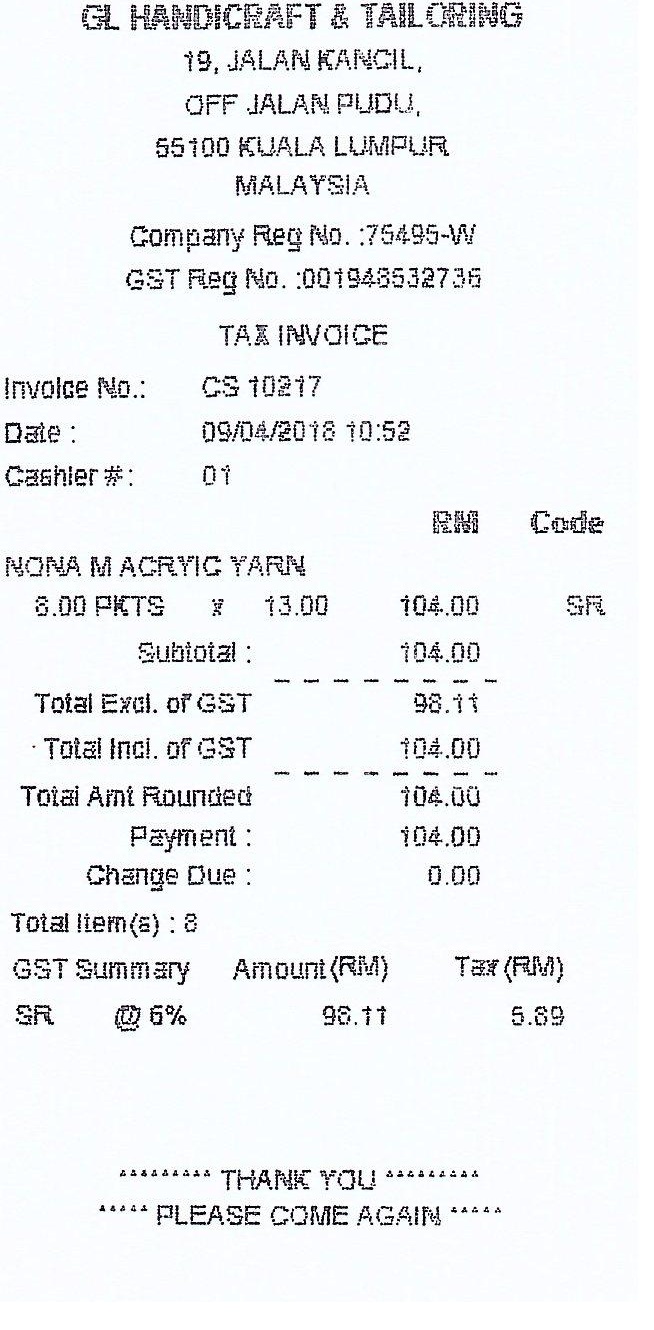 GL HANDICRAFT & TAILORING
19, JALAN KANCIL,
OFF JALAN PUDU,
55100 KUALA LUMPUR
MALAYSIA
Company Reg No. :75495-W
GST Reg No. :001948532736
TAX INVOICE
Invoice No.: CS 10217
Date : 09/04/2018 10:52
Cashier #: 01
RM Code
NONA M ACRYIC YARN
8.00 PKTS x 13.00 104.00 SR
Subtotal : 104.00
Total Excl. of GST 98.11
Total Incl. of GST 104.00
Total Amt Rounded 104.00
Payment : 104.00
Change Due : 0.00
Total Item(s) : 8
GST Summary Amount(RM) Tax(RM)
SR @ 6% 98.11 5.89
********* THANK YOU *********
***** PLEASE COME AGAIN *****